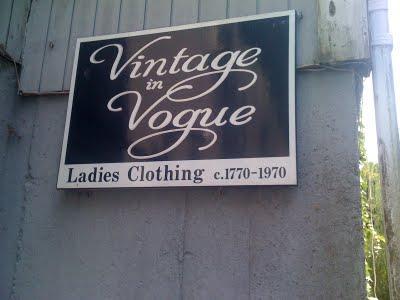 Vintage
in
Vogue
Ladies Clothing c.1770-1970